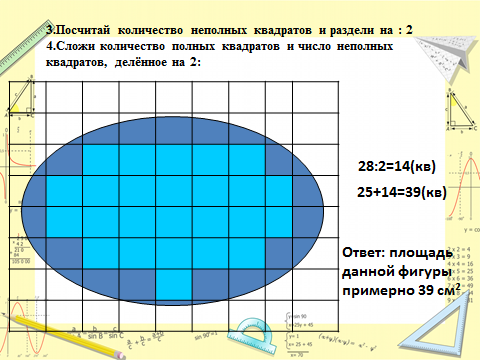 3.Посчитай количество неполных квадратов и раздели на : 2
4.Сложи количество полных квадратов и число неполных
квадратов, делённое на 2:
28:2=14(кв)
25+14=39(кв)
Ответ: площадь
данной фигуры
примерно 39 см²